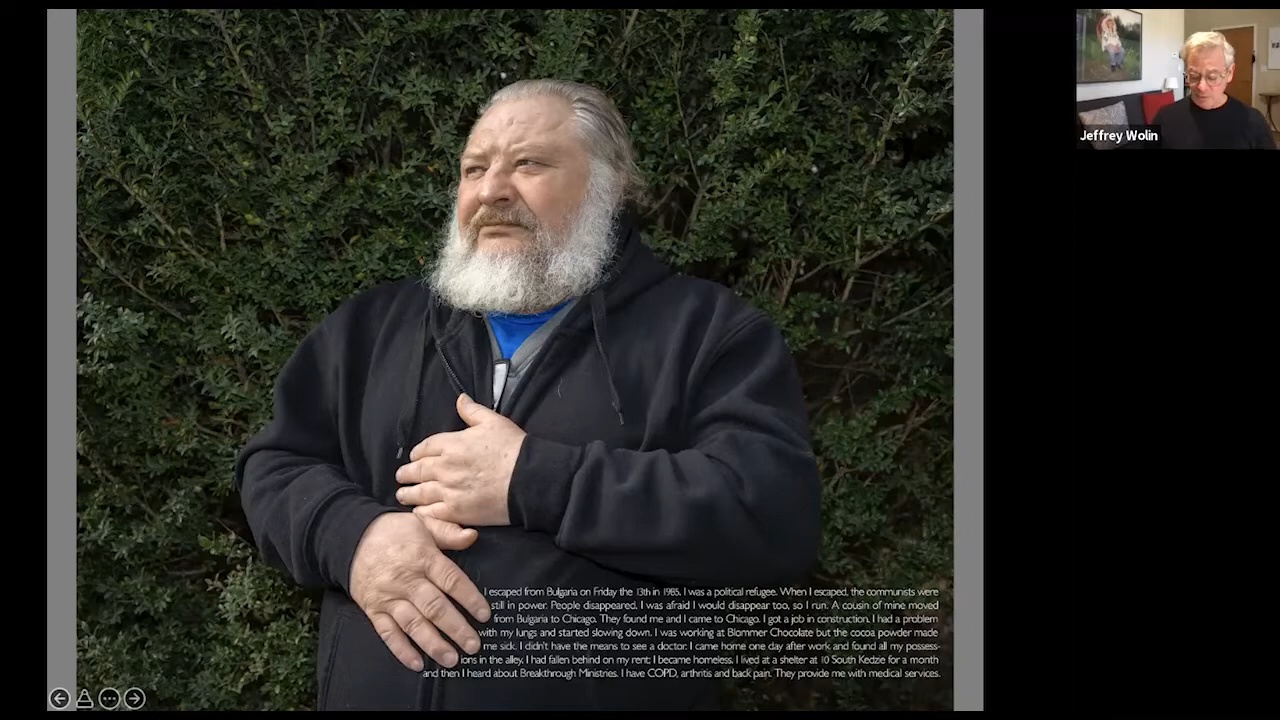 Jeffrey Wolin
I escaped from Bulgaria on Friday the 13th in 1985. I was a political refugee. When I escaped, the communists were
still in power. People disappeared. I was afraid I would disappear too, so I run. A cousin of mine moved
from Bulgaria to Chicago. They found me and I came to Chicago. I got a job in construction. I had a problem
with my lungs and started slowing down. I was working at Blommer Chocolate but the cocoa powder made
me sick. I didn't have the means to see a doctor. I came home one day after work and found all my possess-
ions in the alley. I had fallen behind on my rent. I became homeless. I lived at a shelter at 10 South Kedzie for a month
and then I heard about Breakthrough Ministries. I have COPD, arthritis and back pain. They provide me with medical services.